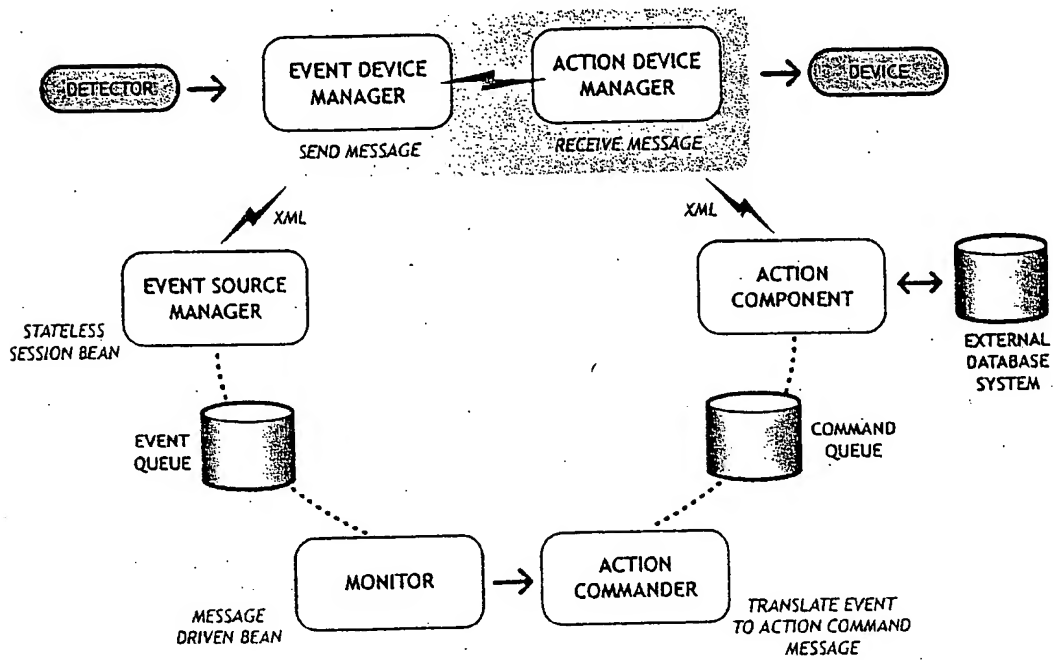 DETECTOR
EVENT DEVICE
MANAGER
ACTION DEVICE
MANAGER
DEVICE
SEND MESSAGE
RECEIVE MESSAGE
XML
XML
EVENT SOURCE
MANAGER
ACTION
COMPONENT
STATELESS
SESSION BEAN
EXTERNAL
DATABASE
SYSTEM
EVENT
QUEUE
COMMAND
QUEUE
MONITOR
ACTION
COMMANDER
MESSAGE
DRIVEN BEAN
TRANSLATE EVENT
TO ACTION COMMAND
MESSAGE